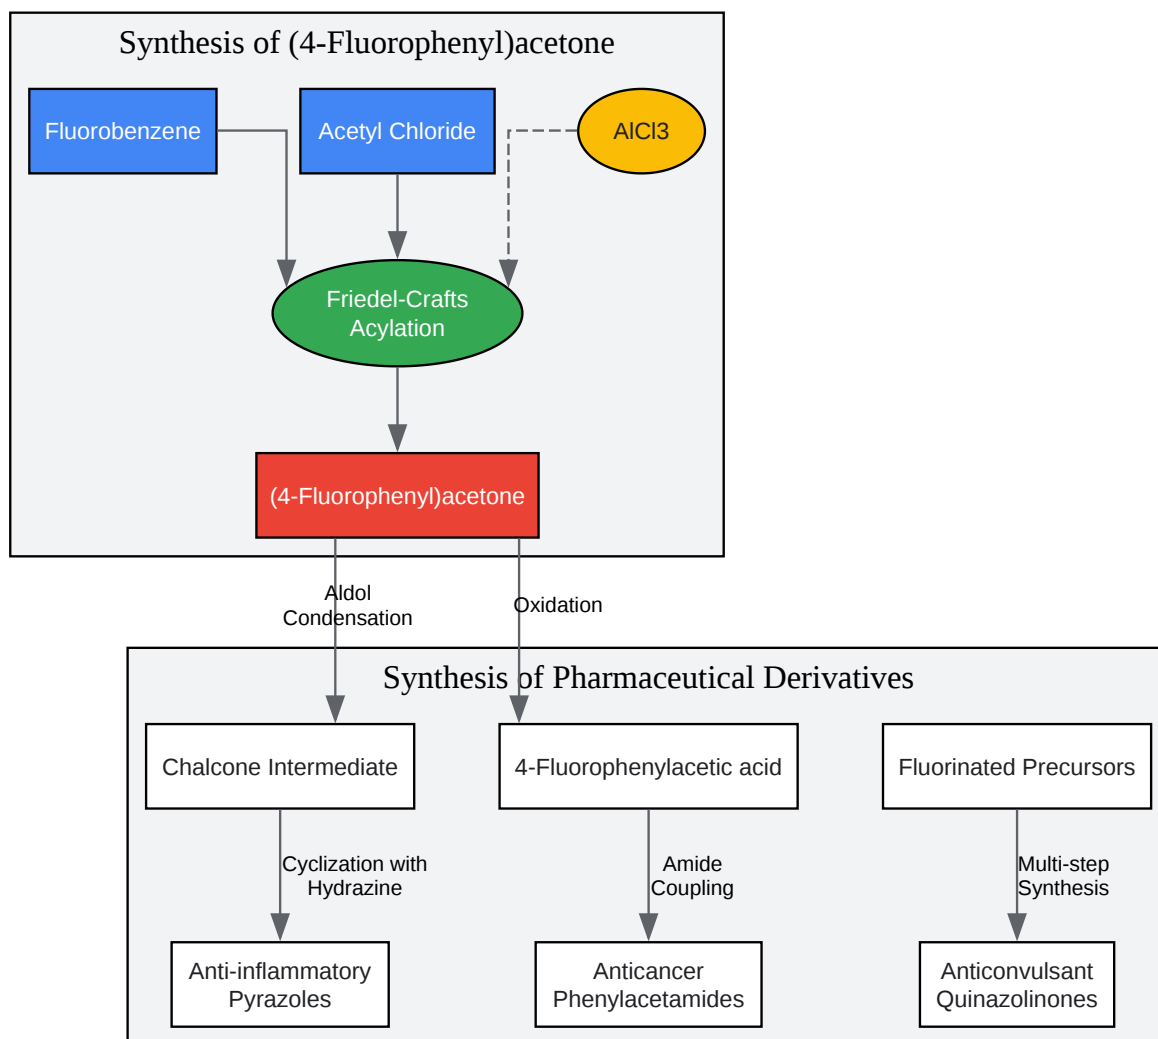 Synthesis of (4-Fluorophenyl)acetone
Fluorobenzene
Acetyl Chloride
AlCl3
Friedel-Crafts
Acylation
(4-Fluorophenyl)acetone
Aldol
Condensation
Oxidation
Synthesis of Pharmaceutical Derivatives
Chalcone Intermediate
4-Fluorophenylacetic acid
Fluorinated Precursors
Cyclization with
Hydrazine
Amide
Coupling
Multi-step
Synthesis
Anti-inflammatory
Pyrazoles
Anticancer
Phenylacetamides
Anticonvulsant
Quinazolinones